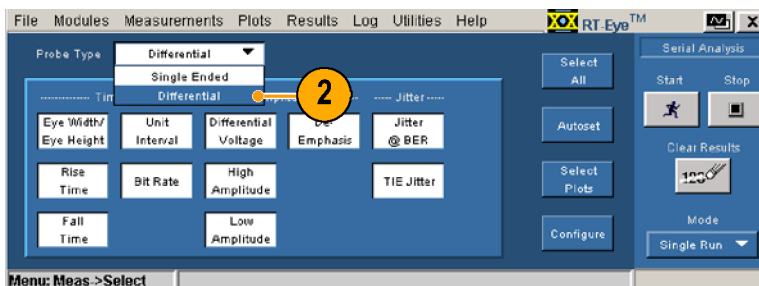 File Modules Measurements Plots Results Log Utilities Help RT-Eye™ X
Probe Type Differential
Single Ended
Differential
2
Jitter
Eye Width/
Eye Height
Unit
Interval
Differential
Voltage
Emphasis
Jitter
@ BER
Rise
Time
Bit Rate
High
Amplitude
TIE Jitter
Fall
Time
Low
Amplitude
Select
All
Autoset
Select
Plots
Configure
Serial Analysis
Start Stop
Clear Results
123
Mode
Single Run
Menu: Meas->Select